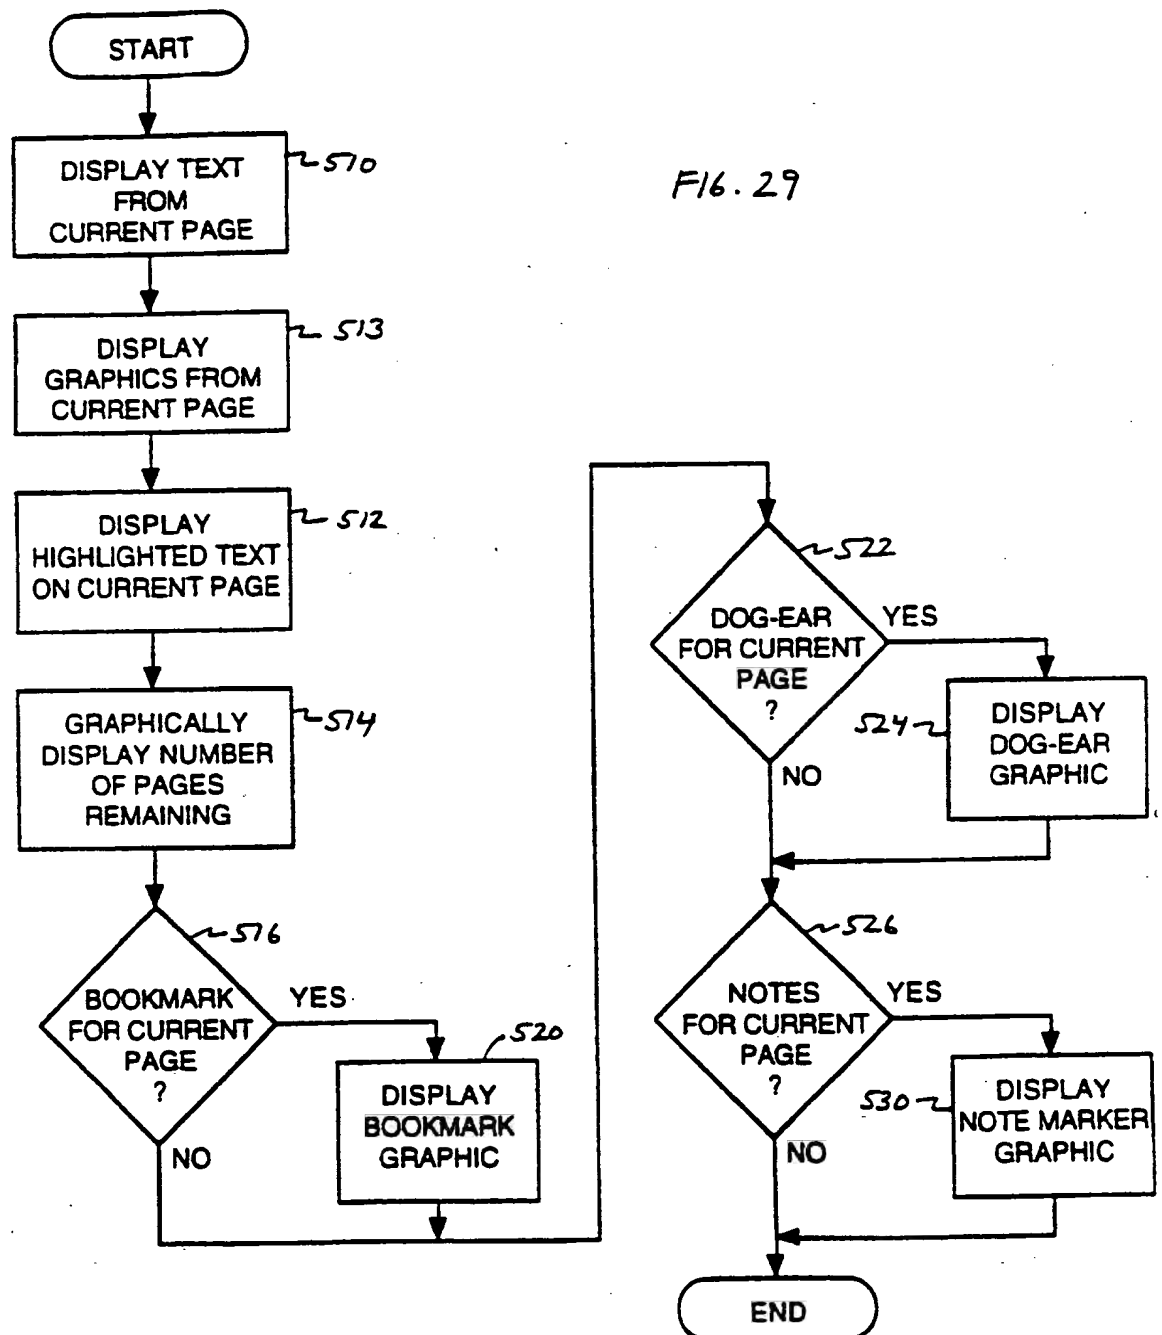 START
DISPLAY TEXT
FROM
CURRENT PAGE
510
FIG. 29
DISPLAY
GRAPHICS FROM
CURRENT PAGE
513
DISPLAY
HIGHLIGHTED TEXT
ON CURRENT PAGE
512
GRAPHICALLY
DISPLAY NUMBER
OF PAGES
REMAINING
514
BOOKMARK
FOR CURRENT
PAGE
?
516
YES
NO
DISPLAY
BOOKMARK
GRAPHIC
520
DOG-EAR
FOR CURRENT
PAGE
?
522
YES
NO
DISPLAY
DOG-EAR
GRAPHIC
524
NOTES
FOR CURRENT
PAGE
?
526
YES
NO
DISPLAY
NOTE MARKER
GRAPHIC
530
END